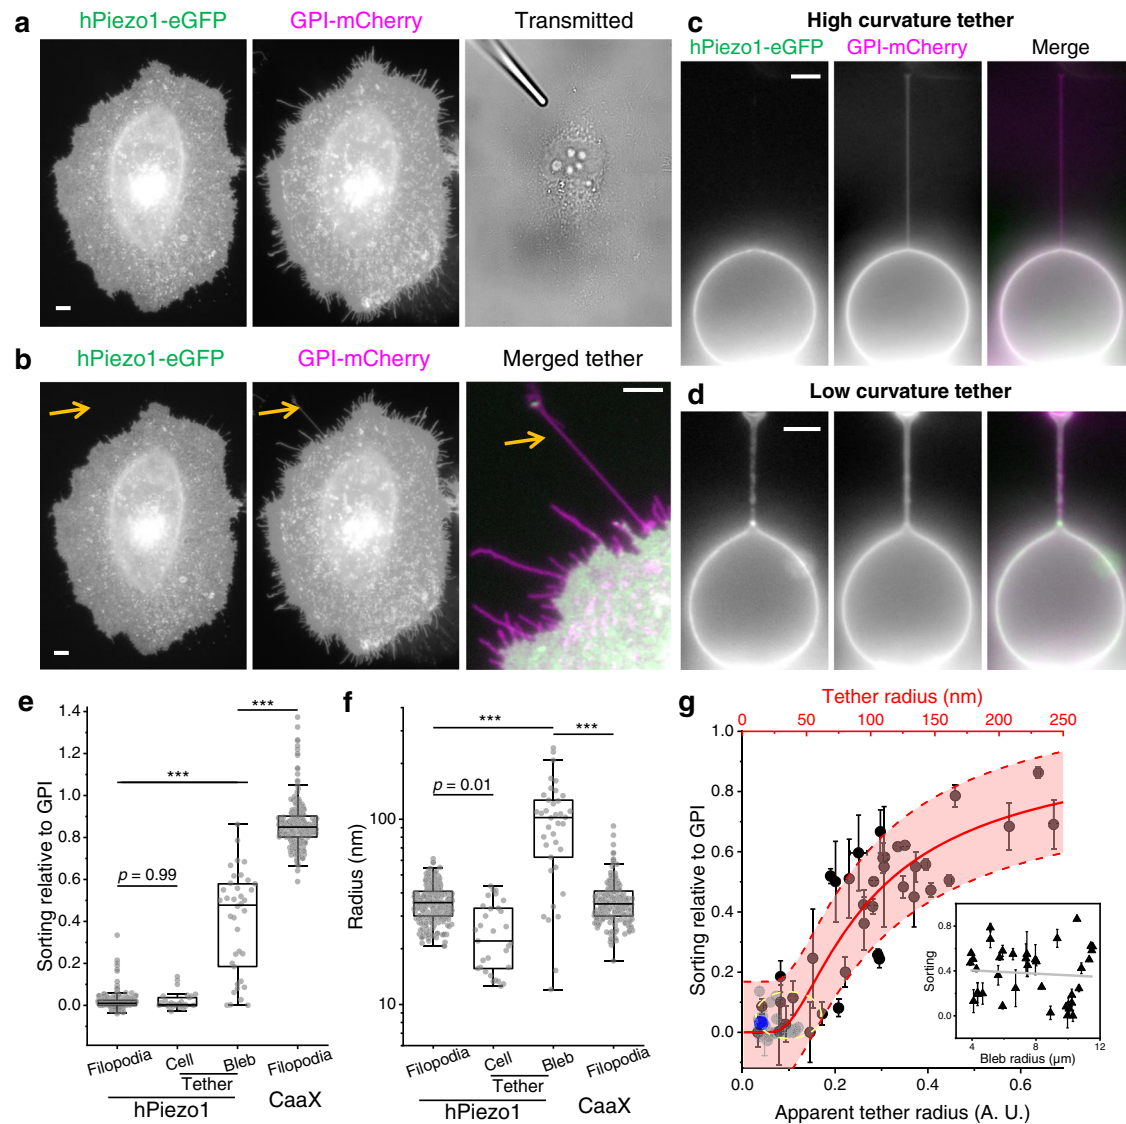 a
hPiezo1-eGFP GPI-mCherry Transmitted
b
hPiezo1-eGFP GPI-mCherry Merged tether
c High curvature tether
hPiezo1-eGFP GPI-mCherry Merge
d Low curvature tether
e
Sorting relative to GPI
1.4
1.2
1.0
0.8
0.6
0.4
0.2
0.0
***
***
p = 0.99
Filopodia Cell Bleb Filopodia
Tether
hPiezo1 CaaX
f
Radius (nm)
100
10
***
***
p = 0.01
Filopodia Cell Bleb Filopodia
Tether
hPiezo1 CaaX
g
Tether radius (nm)
0 50 100 150 200 250
Sorting relative to GPI
1.0
0.8
0.6
0.4
0.2
0.0
0.0 0.2 0.4 0.6
Apparent tether radius (A. U.)
Sorting
0.8
0.4
0.0
4 8 12
Bleb radius (μm)